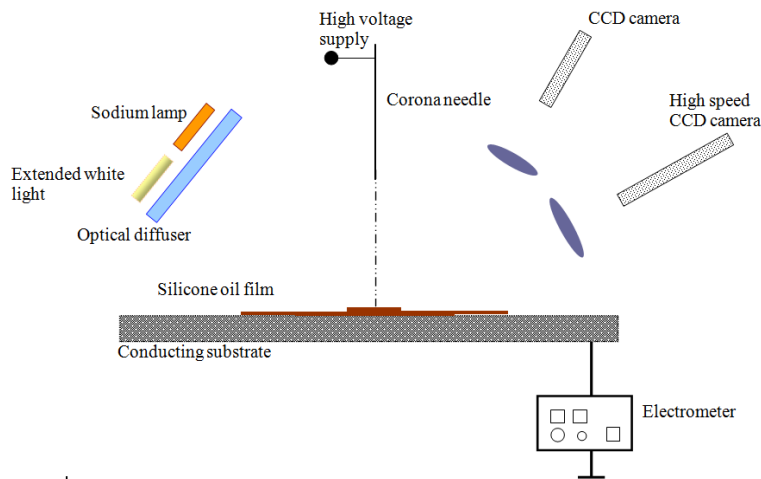 High voltage
supply
CCD camera
Corona needle
High speed
CCD camera
Sodium lamp
Extended white
light
Optical diffuser
Silicone oil film
Conducting substrate
Electrometer